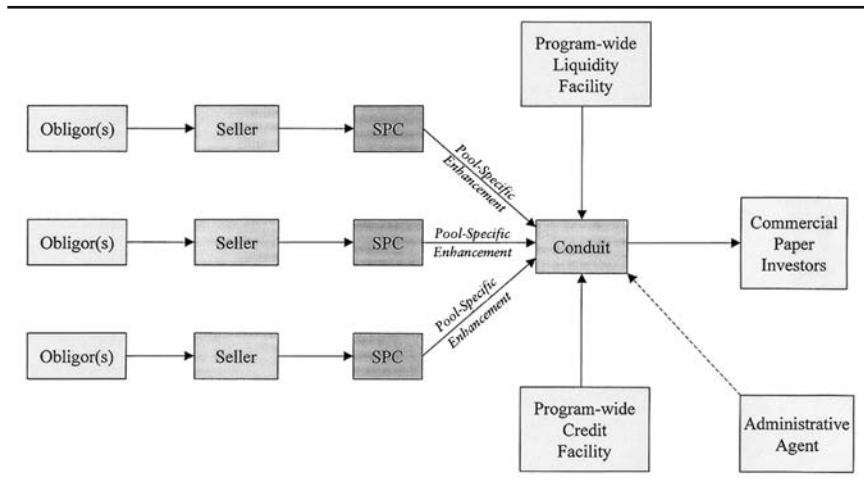 Program-wide
Liquidity
Facility
Obligor(s)
Seller
SPC
Pool-Specific
Enhancement
Obligor(s)
Seller
SPC
Pool-Specific
Enhancement
Conduit
Commercial
Paper
Investors
Obligor(s)
Seller
SPC
Pool-Specific
Enhancement
Program-wide
Credit
Facility
Administrative
Agent